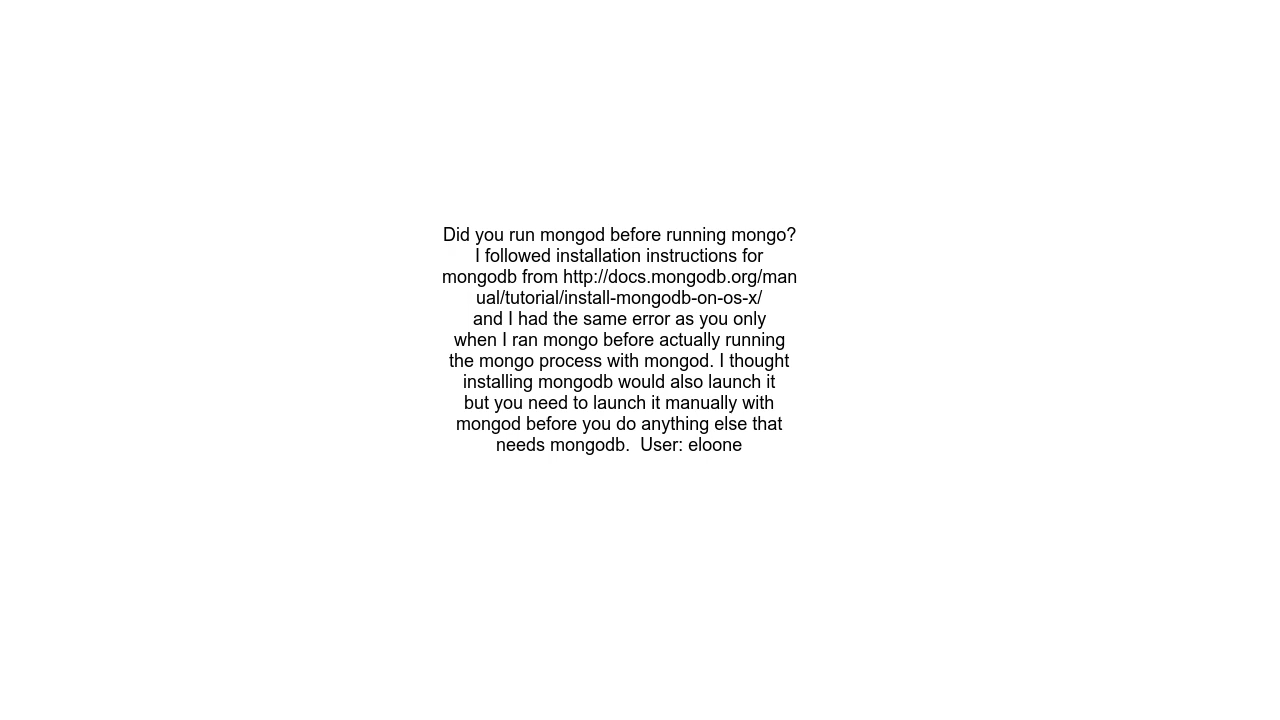 Did you run mongod before running mongo?
I followed installation instructions for
mongodb from http://docs.mongodb.org/man
ual/tutorial/install-mongodb-on-os-x/
and I had the same error as you only
when I ran mongo before actually running
the mongo process with mongod. I thought
installing mongodb would also launch it
but you need to launch it manually with
mongod before you do anything else that
needs mongodb.  User: eloone